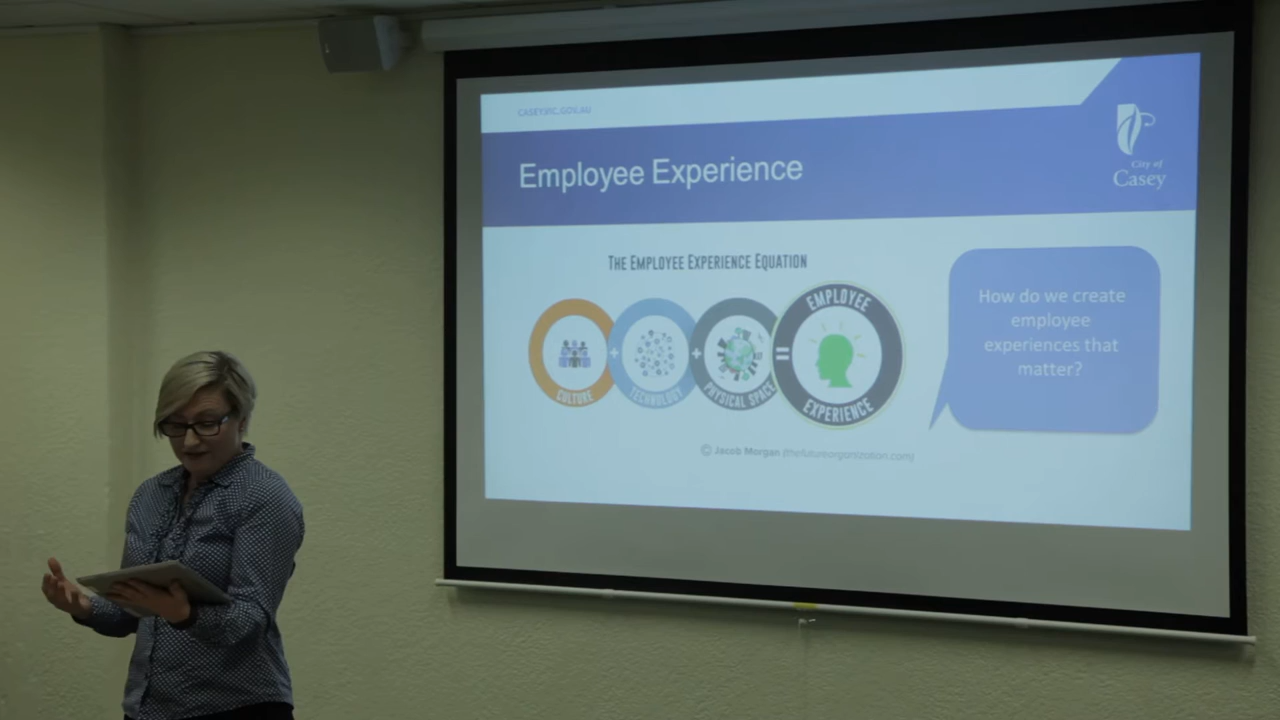 CASEY.VIC.GOV.AU
Employee Experience
City of
Casey
THE EMPLOYEE EXPERIENCE EQUATION
CULTURE
+
TECHNOLOGY
+
PHYSICAL SPACE
=
EMPLOYEE
EXPERIENCE
How do we create
employee
experiences that
matter?
© Jacob Morgan (thefutureorganization.com)